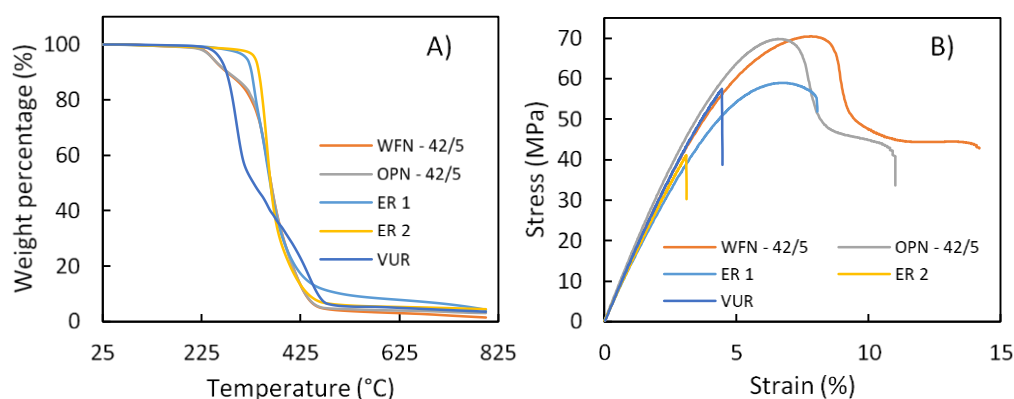 A)
Weight percentage (%)
100
80
60
40
20
0
WFN - 42/5
OPN - 42/5
ER 1
ER 2
VUR
25 225 425 625 825
Temperature (°C)
B)
Stress (MPa)
70
60
50
40
30
20
10
0
WFN - 42/5 OPN - 42/5
ER 1 ER 2
VUR
0 5 10 15
Strain (%)